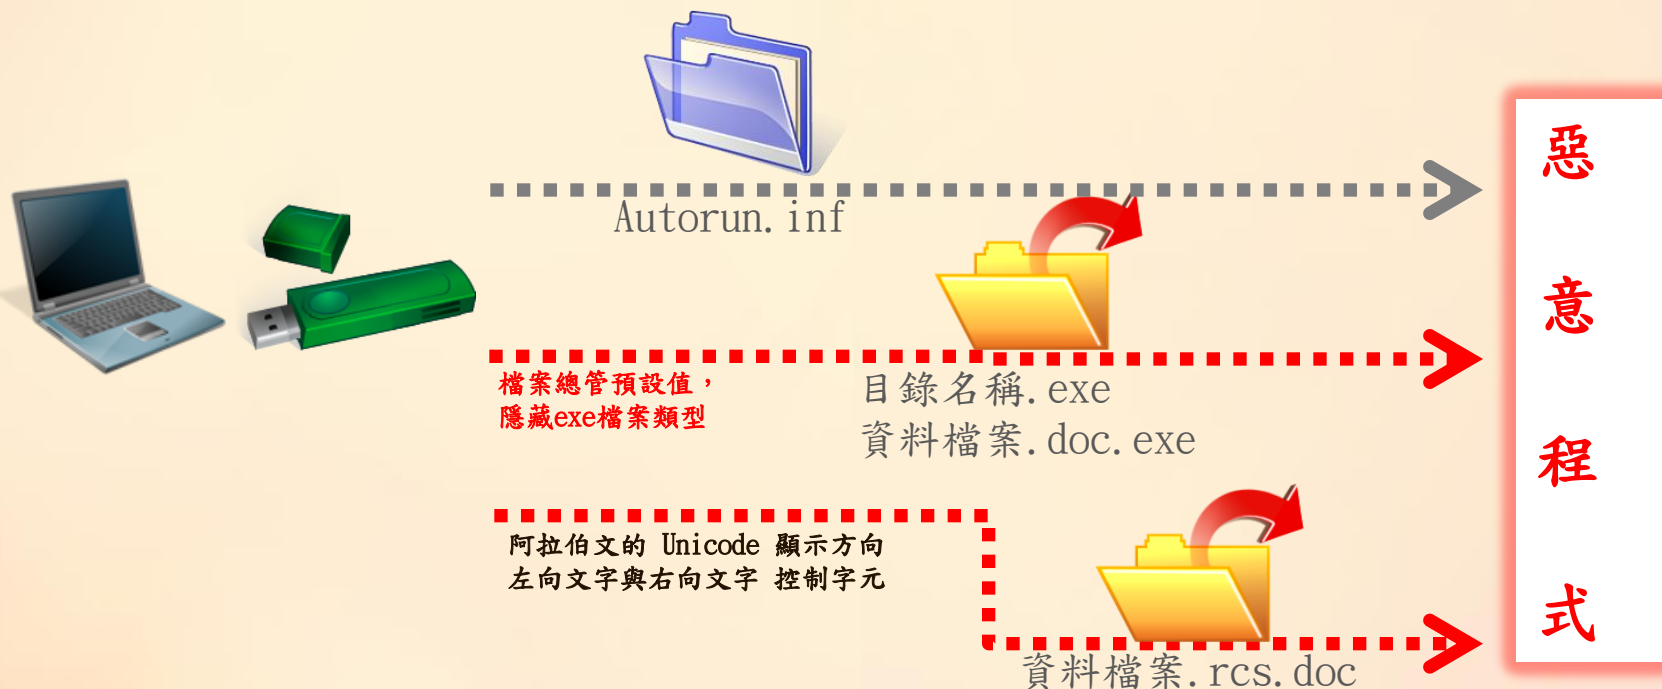 Autorun.inf
檔案總管預設值，
隱藏exe檔案類型
目錄名稱.exe
資料檔案.doc.exe
阿拉伯文的 Unicode 顯示方向
左向文字與右向文字 控制字元
資料檔案.rcs.doc
惡
意
程
式